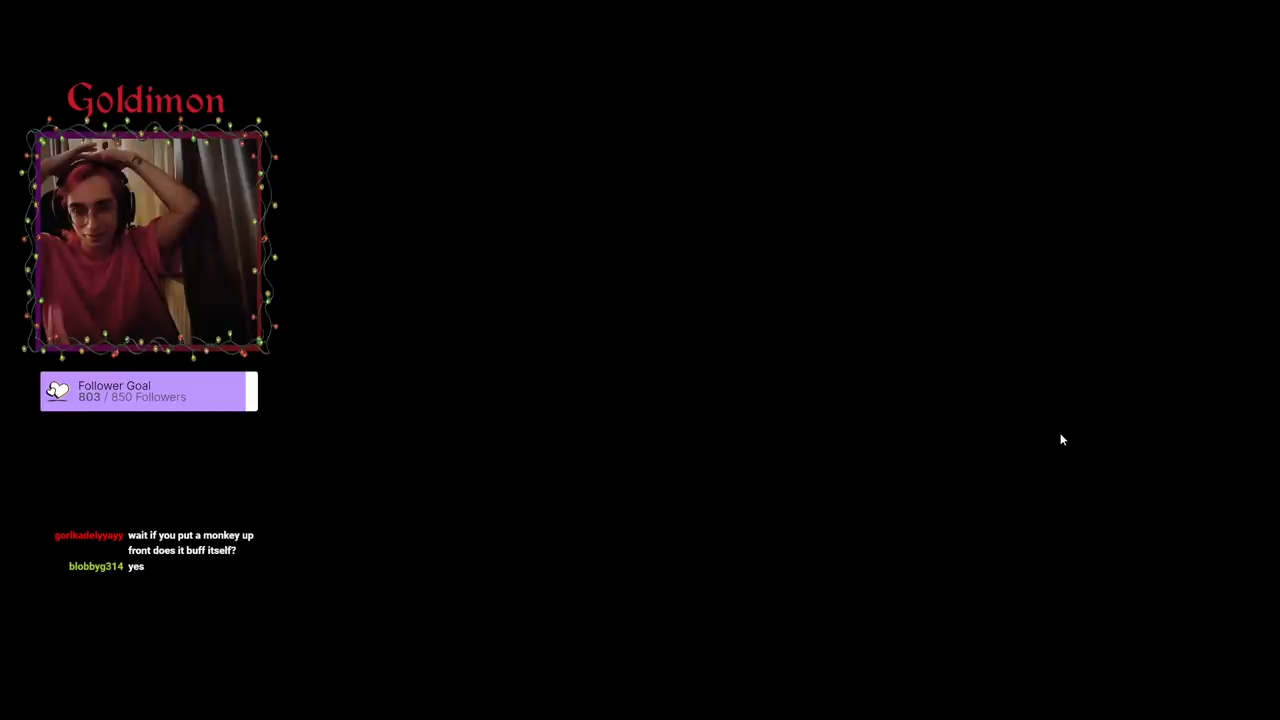 Goldimon
Follower Goal
803 / 850 Followers
gorlkadelyyayy wait if you put a monkey up
front does it buff itself?
blobbyg314 yes